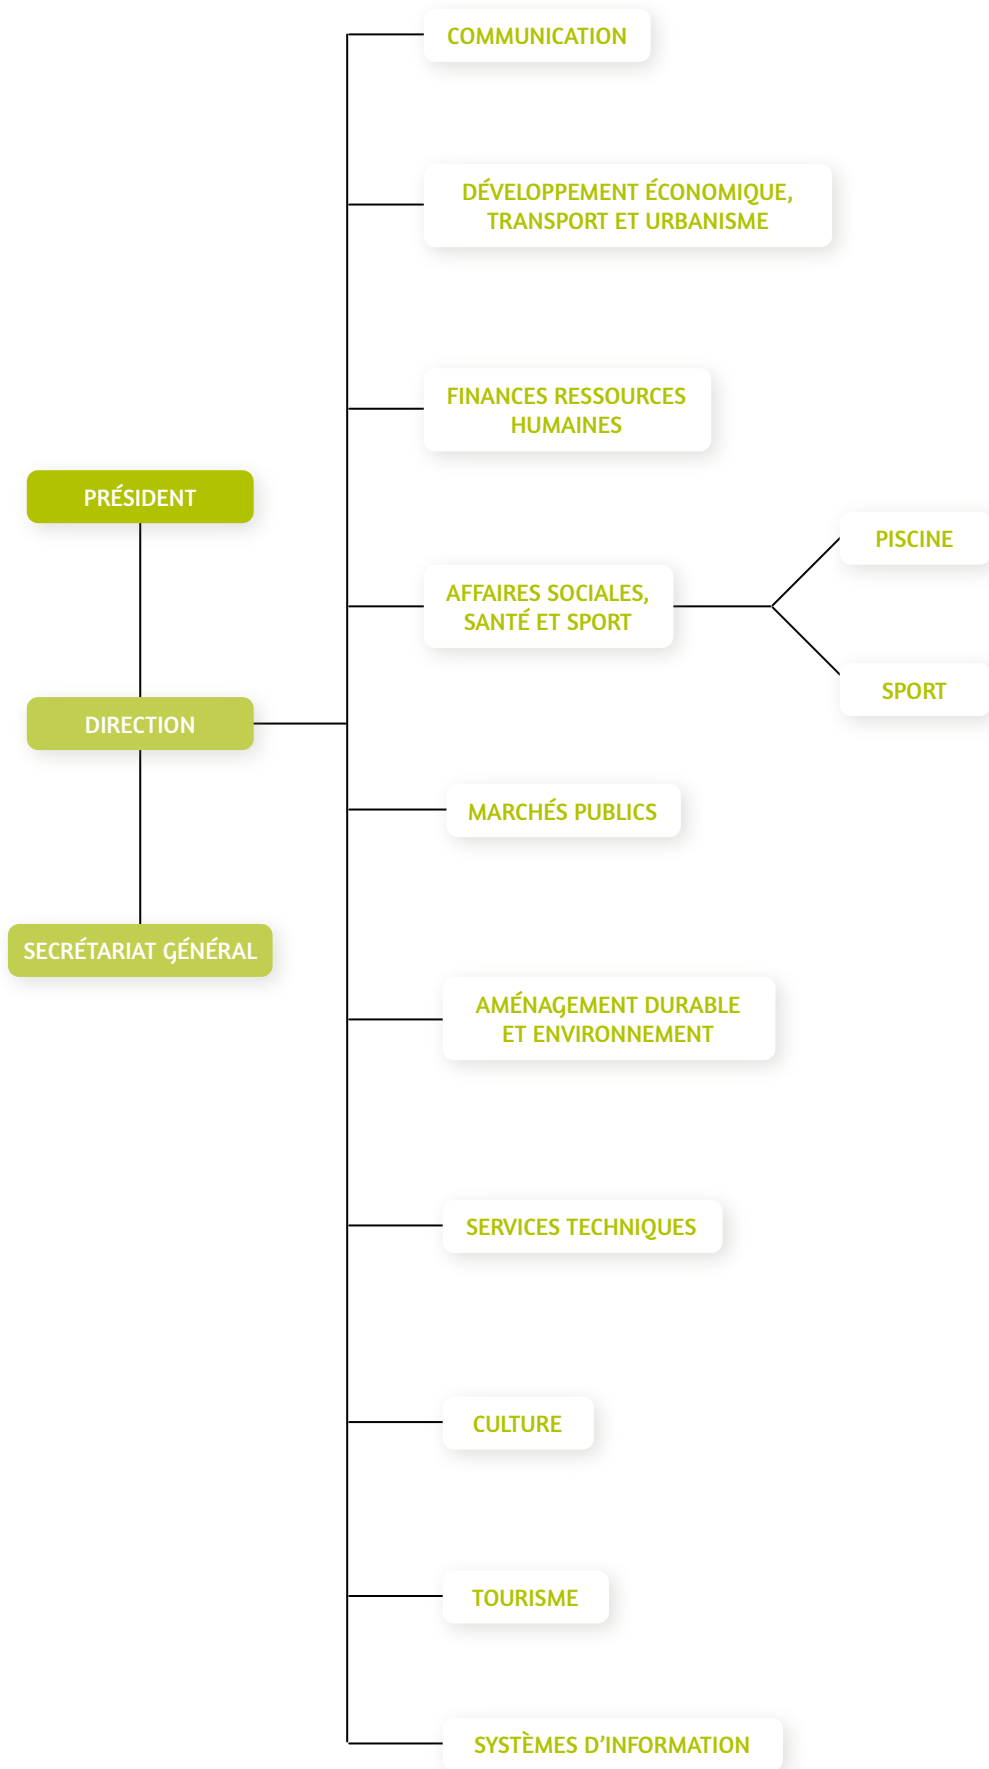 COMMUNICATION
DÉVELOPPEMENT ÉCONOMIQUE,
TRANSPORT ET URBANISME
FINANCES RESSOURCES
HUMAINES
PRÉSIDENT
PISCINE
AFFAIRES SOCIALES,
SANTÉ ET SPORT
SPORT
DIRECTION
MARCHÉS PUBLICS
SECRÉTARIAT GÉNÉRAL
AMÉNAGEMENT DURABLE
ET ENVIRONNEMENT
SERVICES TECHNIQUES
CULTURE
TOURISME
SYSTÈMES D’INFORMATION